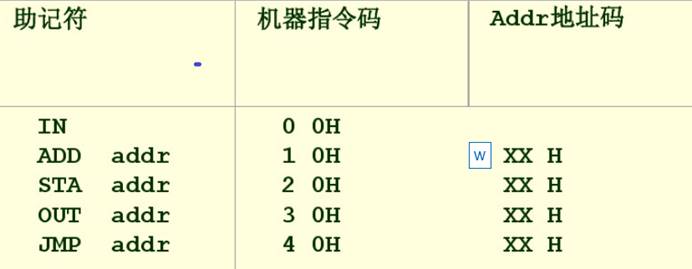 助记符 机器指令码 Addr地址码
IN 0 0H
ADD addr 1 0H W XX H
STA addr 2 0H XX H
OUT addr 3 0H XX H
JMP addr 4 0H XX H